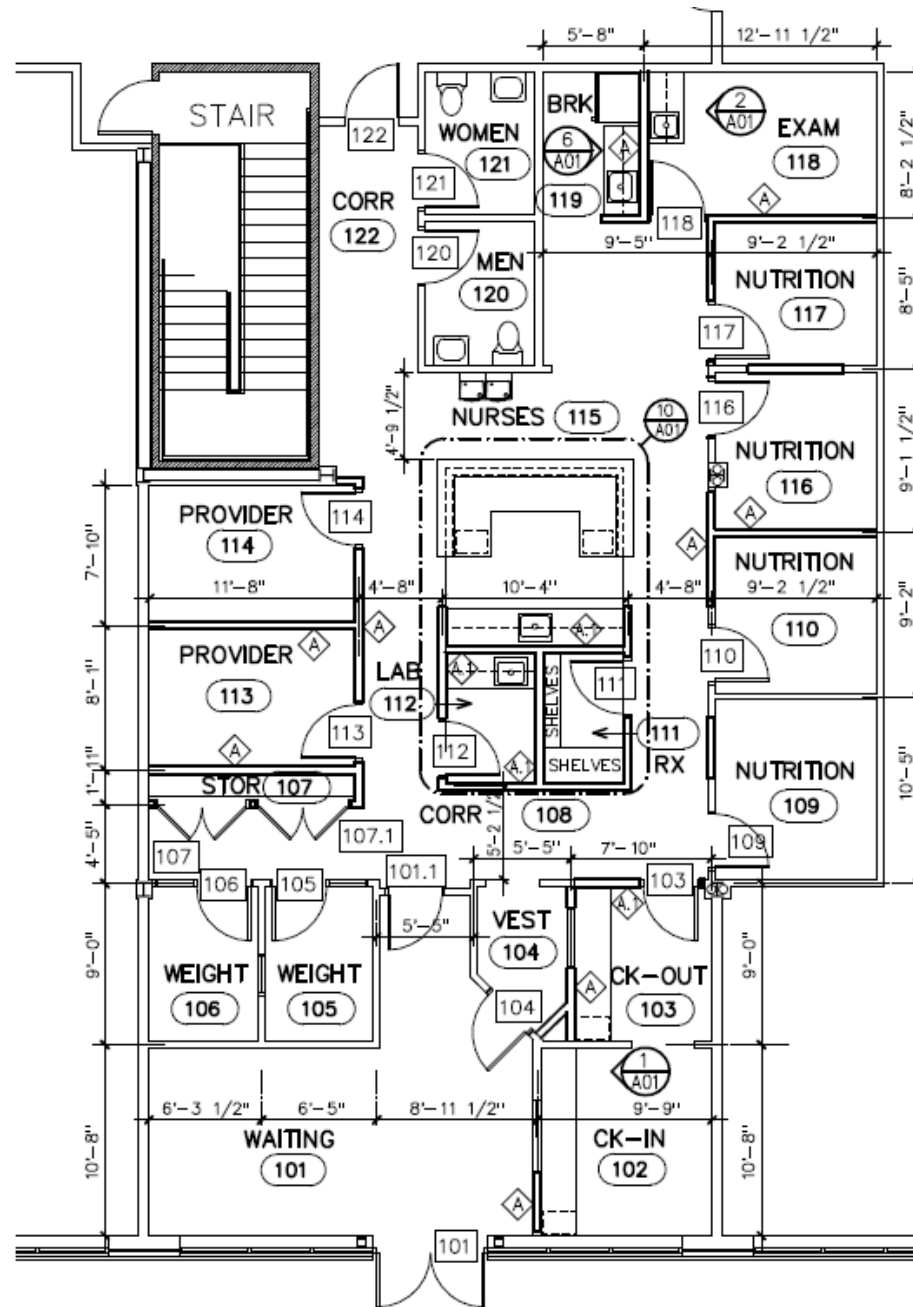 5'-8" 12'-11 1/2"
STAIR
BRK
2
A01
EXAM
118
122
WOMEN
121
6
A01
A
8'-2 1/2"
121
CORR
122
119
A
118
120
9'-5" 9'-2 1/2"
MEN
120
NUTRITION
117
8'-5"
117
4'-9 1/2"
NURSES 115
10
A01
116
NUTRITION
116
9'-1 1/2"
A
PROVIDER
114
114
7'-10"
A
NUTRITION
110
11'-8" 4'-8" 10'-4" 4'-8" 9'-2 1/2"
9'-2"
A
A
A.1
PROVIDER
113
8'-1"
110
LAB
112
A.1
SHELVES
111
113
A
112
A.1
SHELVES
111
RX
NUTRITION
109
10'-5"
1'-11"
STOR 107
CORR 108
107.1
5'-2 1/2"
4'-5"
107
106
105
101.1
5'-5" 7'-10"
109
103
A.1
5'-5"
VEST
104
9'-0"
WEIGHT
106
WEIGHT
105
104
A
CK-OUT
103
9'-0"
1
A01
6'-3 1/2" 6'-5" 8'-11 1/2" 9'-9"
10'-8"
WAITING
101
CK-IN
102
10'-8"
A
101